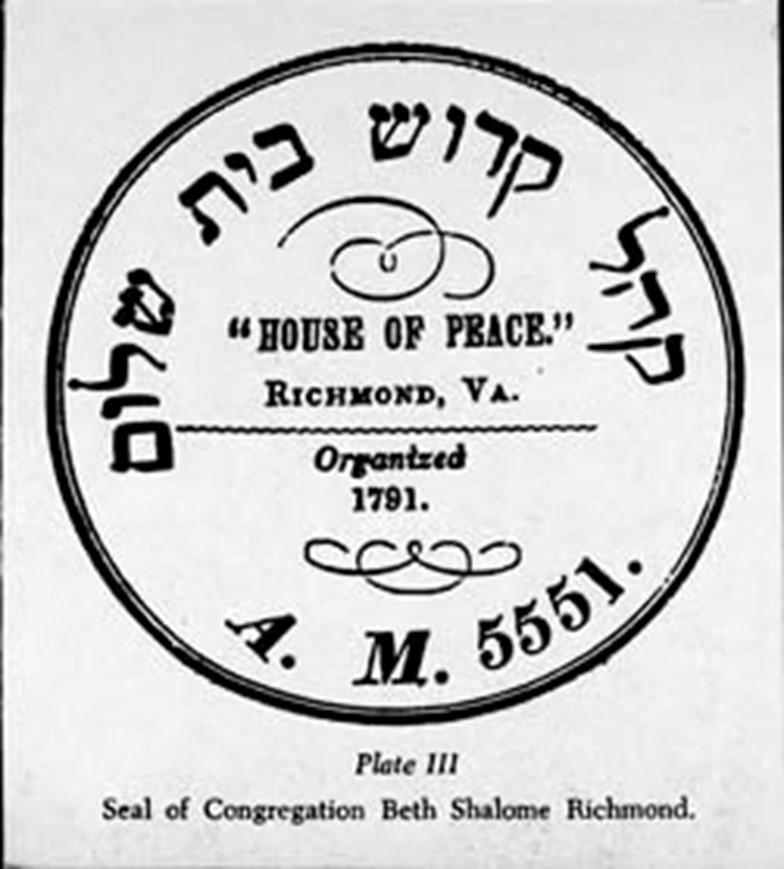 קהל קדוש בית שלום
"HOUSE OF PEACE."
RICHMOND, VA.
Organized
1791.
A. M. 5551.
Plate III
Seal of Congregation Beth Shalome Richmond.